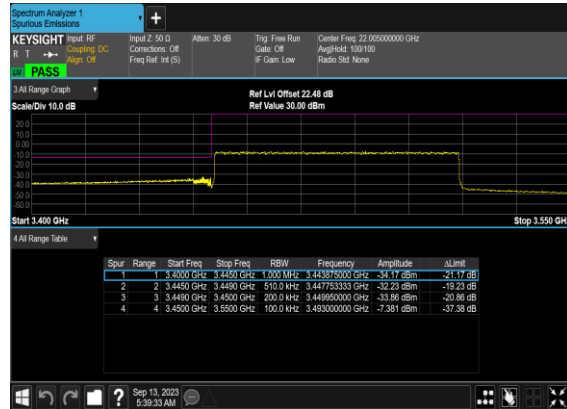 Spectrum Analyzer 1
Spurious Emissions
+
KEYSIGHT Input: RF Input Z: 50 Ω Atten: 30 dB Trig: Free Run Center Freq: 22.005000000 GHz
R T Coupling: DC Corrections: Off Gate: Off Avg|Hold: 100/100
Align: Off Freq Ref: Int (S) IF Gain: Low Radio Std: None
LW PASS
3 All Range Graph
Ref Lvl Offset 22.48 dB
Scale/Div 10.0 dB Ref Value 30.00 dBm
20.0
10.0
0.00
-10.0
-20.0
-30.0
-40.0
-50.0
-60.0
Start 3.400 GHz Stop 3.550 GHz
4 All Range Table
Spur Range Start Freq Stop Freq RBW Frequency Amplitude ΔLimit
1 1 3.4000 GHz 3.4450 GHz 1.000 MHz 3.443875000 GHz -34.17 dBm -21.17 dB
2 2 3.4450 GHz 3.4490 GHz 510.0 kHz 3.447753333 GHz -32.23 dBm -19.23 dB
3 3 3.4490 GHz 3.4500 GHz 200.0 kHz 3.449950000 GHz -33.86 dBm -20.86 dB
4 4 3.4500 GHz 3.5500 GHz 100.0 kHz 3.493000000 GHz -7.381 dBm -37.38 dB
? Sep 13, 2023
5:39:33 AM